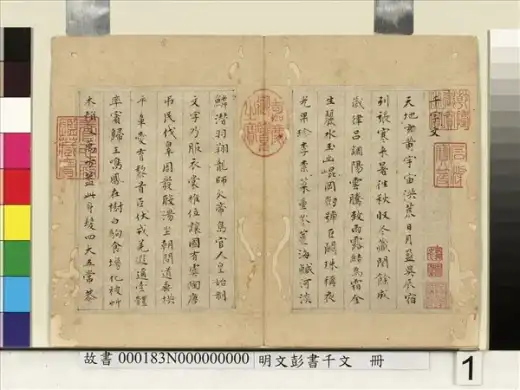 千字文
天地玄黃宇宙洪荒日月盈昃辰宿
列張寒來暑往秋收冬藏閏餘成
歲律呂調陽雲騰致雨露結為霜金
生麗水玉出崐岡劍號巨闕珠稱夜
光果珍李柰菜重芥薑海鹹河淡
鱗潛羽翔龍師火帝鳥官人皇始制
文字乃服衣裳推位讓國有虞陶唐
弔民伐辠周發殷湯坐朝問道垂拱
平章愛育黎首臣伏戎羌遐邇壹體
率賓歸王鳴鳳在樹白駒食場化被艸
木賴及萬方蓋此身髮四大五常恭
故書 000183N000000000 明文彭書千文 冊
1